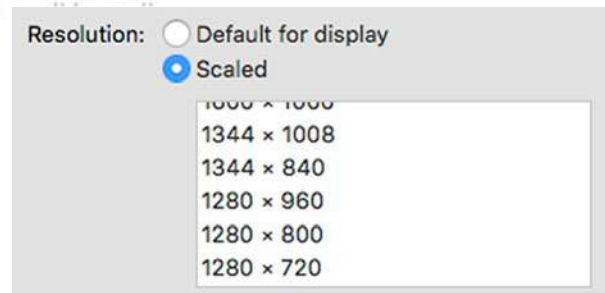 Resolution: Default for display
Scaled
1344 × 1008
1344 × 840
1280 × 960
1280 × 800
1280 × 720